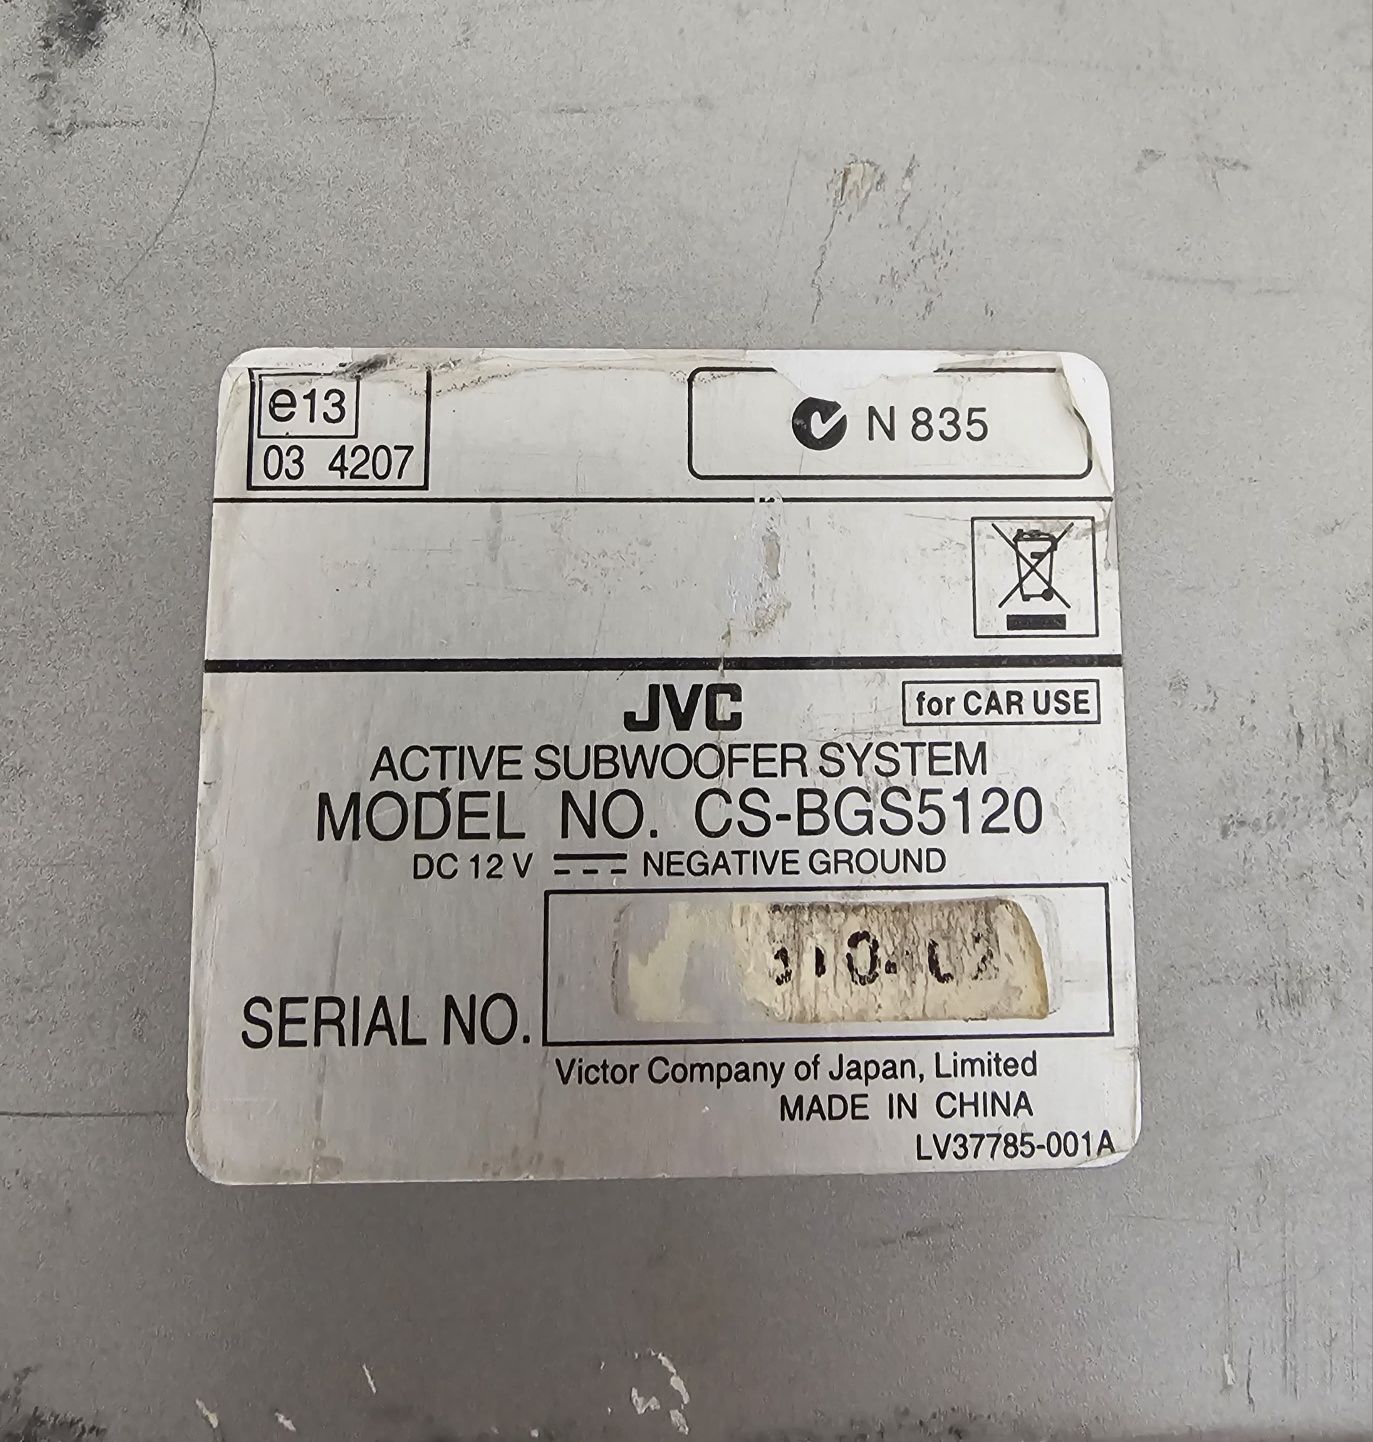 e13
03 4207
N 835
JVC
for CAR USE
ACTIVE SUBWOOFER SYSTEM
MODEL NO. CS-BGS5120
DC 12 V NEGATIVE GROUND
SERIAL NO.
Victor Company of Japan, Limited
MADE IN CHINA
LV37785-001A